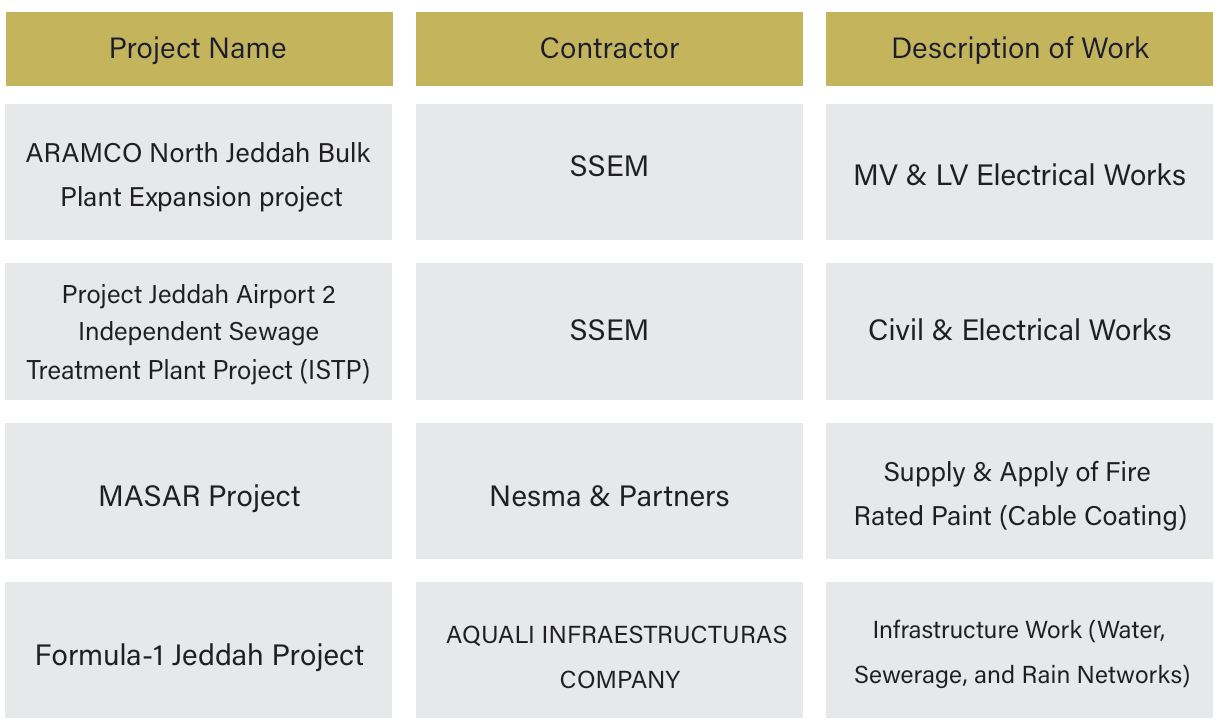 Project Name
Contractor
Description of Work
ARAMCO North Jeddah Bulk
Plant Expansion project
SSEM
MV & LV Electrical Works
Project Jeddah Airport 2
Independent Sewage
Treatment Plant Project (ISTP)
SSEM
Civil & Electrical Works
MASAR Project
Nesma & Partners
Supply & Apply of Fire
Rated Paint (Cable Coating)
Formula-1 Jeddah Project
AQUALI INFRAESTRUCTURAS
COMPANY
Infrastructure Work (Water,
Sewerage, and Rain Networks)